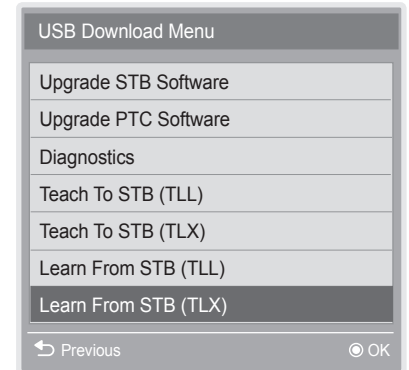 USB Download Menu
Upgrade STB Software
Upgrade PTC Software
Diagnostics
Teach To STB (TLL)
Teach To STB (TLX)
Learn From STB (TLL)
Learn From STB (TLX)
Previous OK